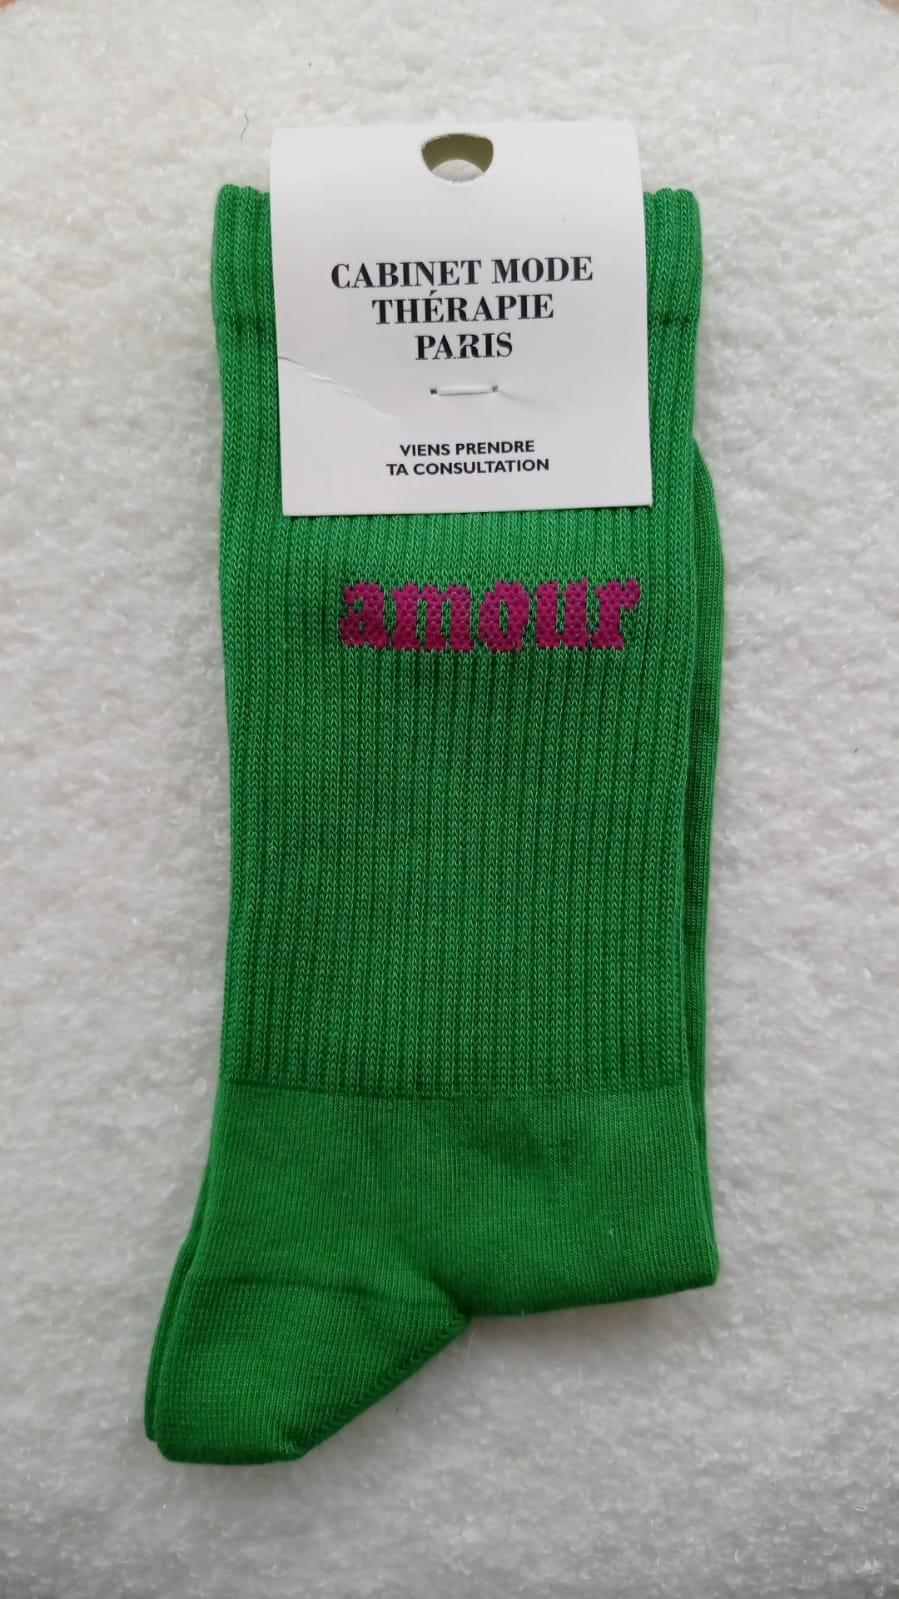 CABINET MODE
THÉRAPIE
PARIS
VIENS PRENDRE
TA CONSULTATION
amour